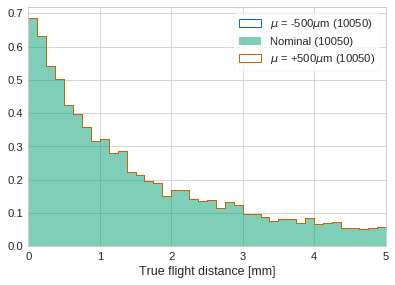 0.7
0.6
0.5
0.4
0.3
0.2
0.1
0.0
μ = -500μm (10050)
Nominal (10050)
μ = +500μm (10050)
0 1 2 3 4 5
True flight distance [mm]